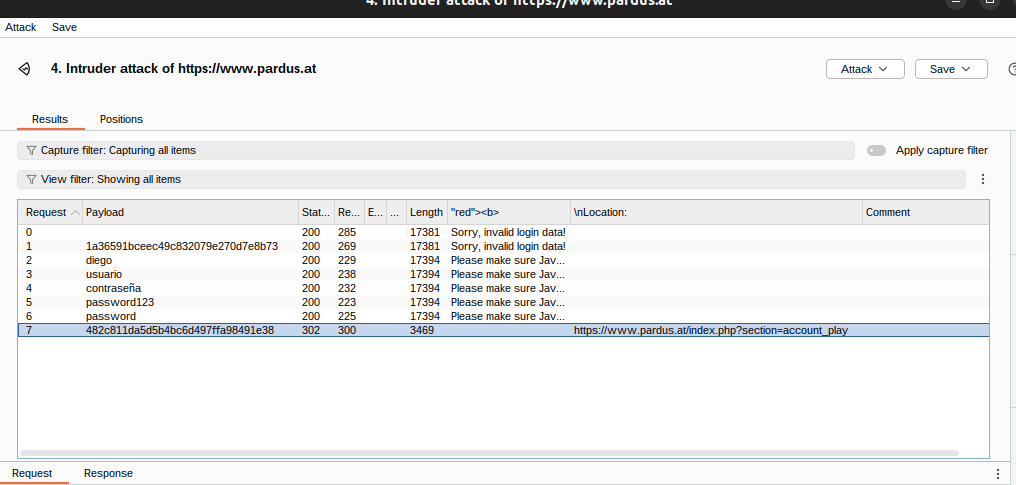 4. Intruder attack of https://www.pardus.at
Attack Save
4. Intruder attack of https://www.pardus.at
Attack Save
Results Positions
Capture filter: Capturing all items Apply capture filter
View filter: Showing all items
Request Payload Stat... Re... E... ... Length "red"><b> \nLocation: Comment
0 200 285 17381 Sorry, invalid login data!
1 1a36591bceec49c832079e270d7e8b73 200 269 17381 Sorry, invalid login data!
2 diego 200 229 17394 Please make sure Jav...
3 usuario 200 238 17394 Please make sure Jav...
4 contraseña 200 232 17394 Please make sure Jav...
5 password123 200 223 17394 Please make sure Jav...
6 password 200 225 17394 Please make sure Jav...
7 482c811da5d5b4bc6d497ffa98491e38 302 300 3469 https://www.pardus.at/index.php?section=account_play
Request Response